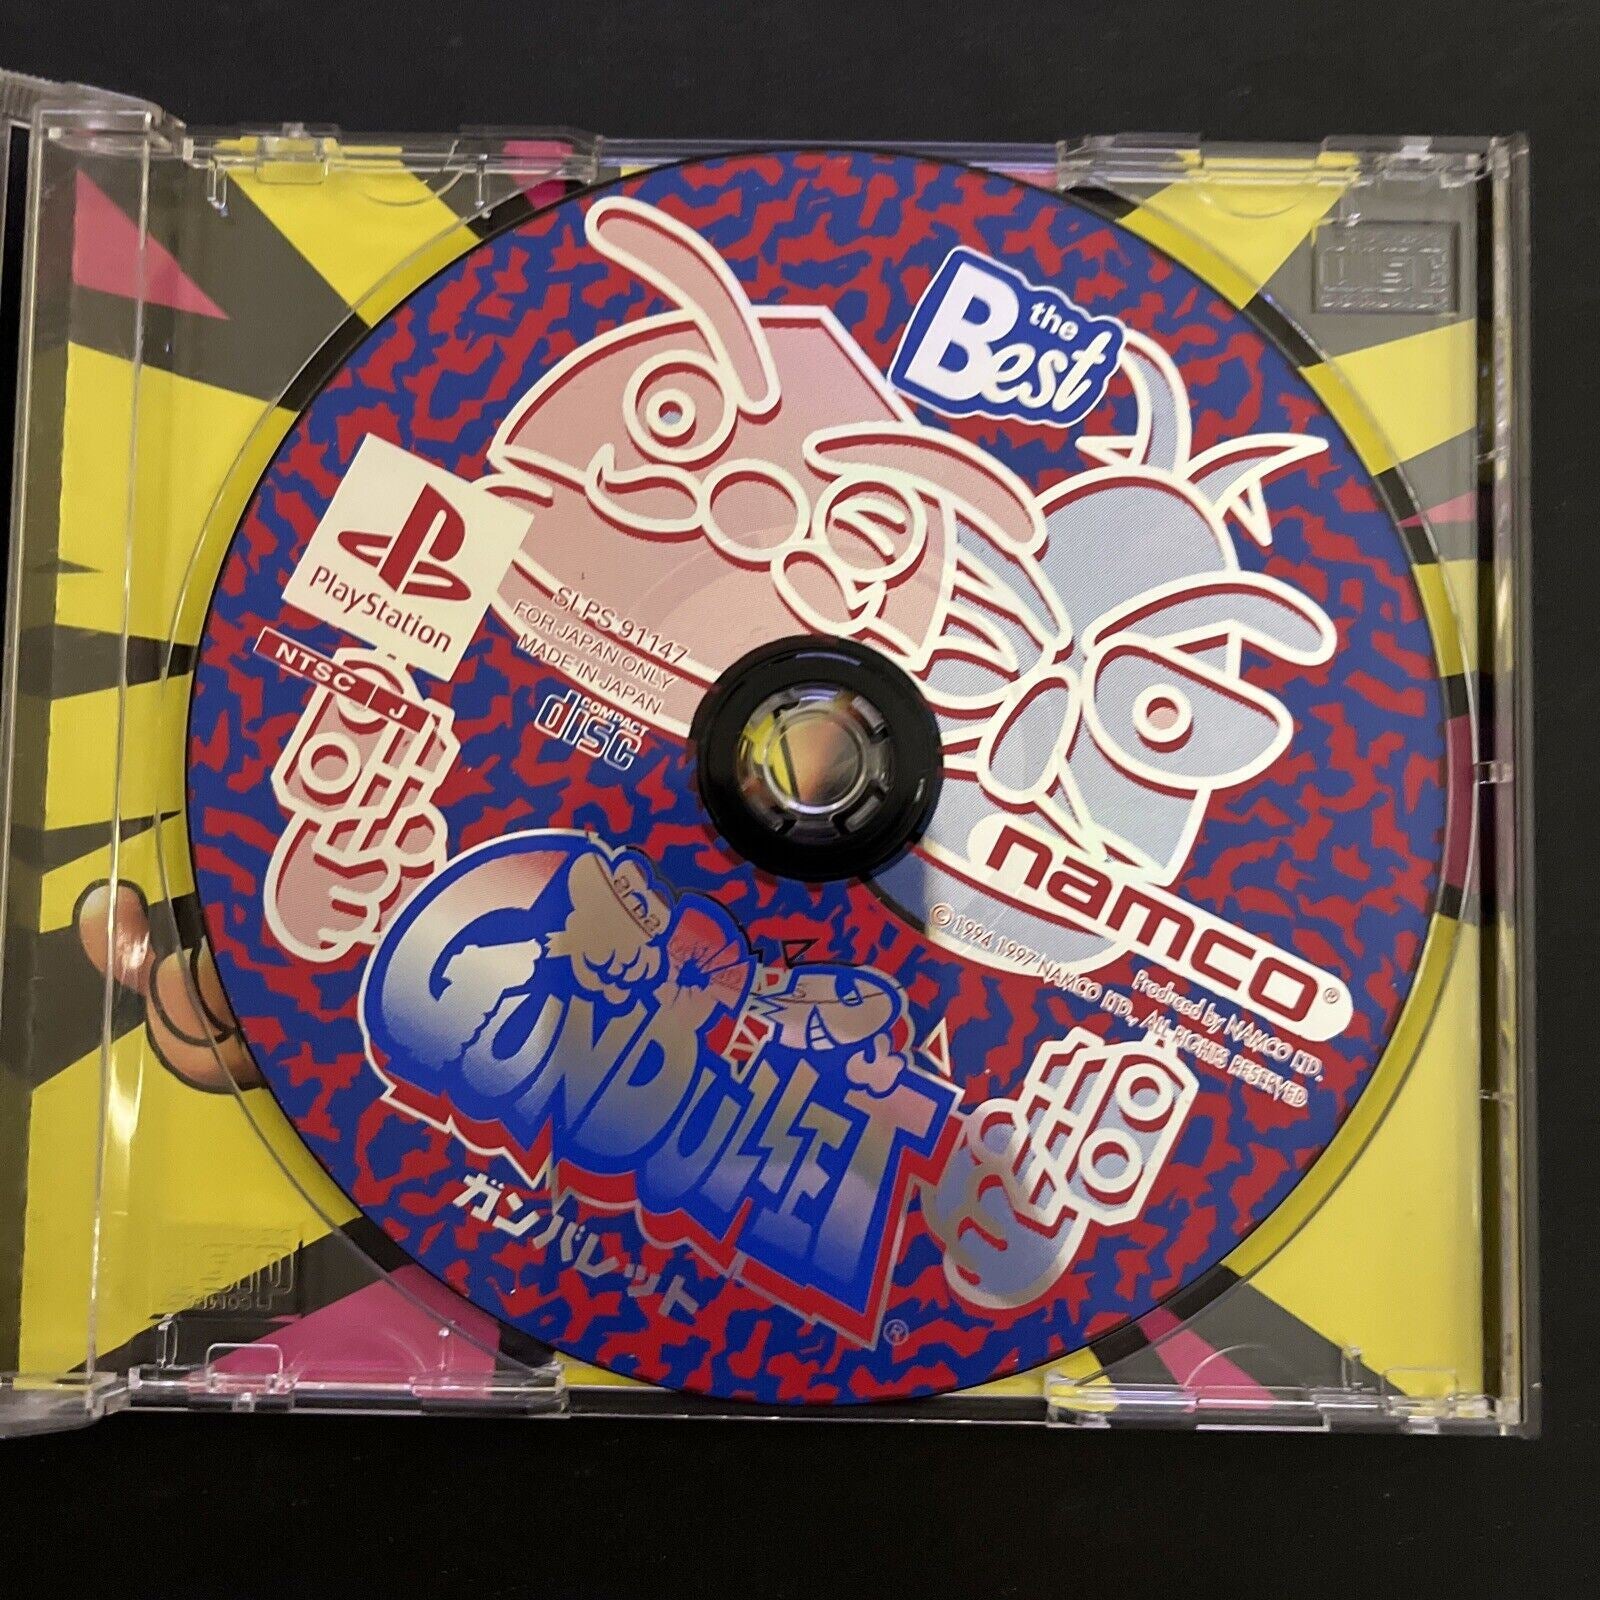 the
Best
PlayStation
NTSC J
SLPS 91147
FOR JAPAN ONLY
MADE IN JAPAN
COMPACT
disc
namco®
© 1994 1997 NAMCO LTD., ALL RIGHTS RESERVED
Produced by NAMCO LTD.
GUNBULLET
ガンバレット
®